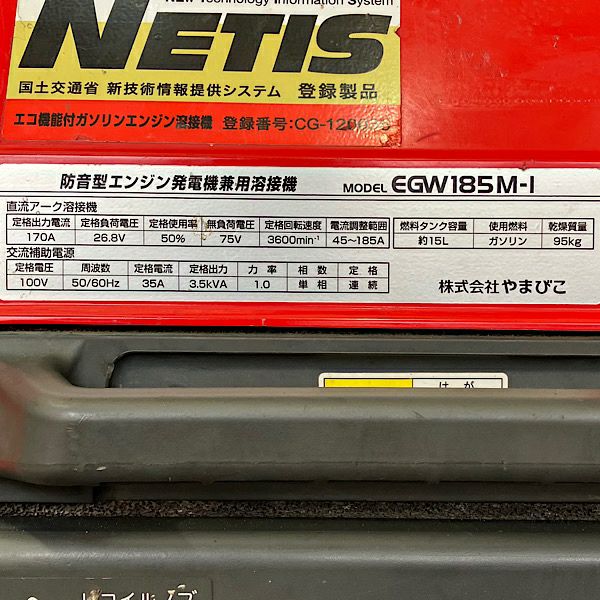 New Technology Information System
NETIS
国土交通省 新技術情報提供システム 登録製品
エコ機能付ガソリンエンジン溶接機 登録番号:CG-120
防音型エンジン発電機兼用溶接機 MODEL EGW185M-I
直流アーク溶接機
定格出力電流 定格負荷電圧 定格使用率 無負荷電圧 定格回転速度 電流調整範囲 燃料タンク容量 使用燃料 乾燥質量
170A 26.8V 50% 75V 3600min⁻¹ 45〜185A 約15L ガソリン 95kg
交流補助電源
定格電圧 周波数 定格電流 定格出力 力率 相数 定格
100V 50/60Hz 35A 3.5kVA 1.0 単相 連続
株式会社やまびこ
はが